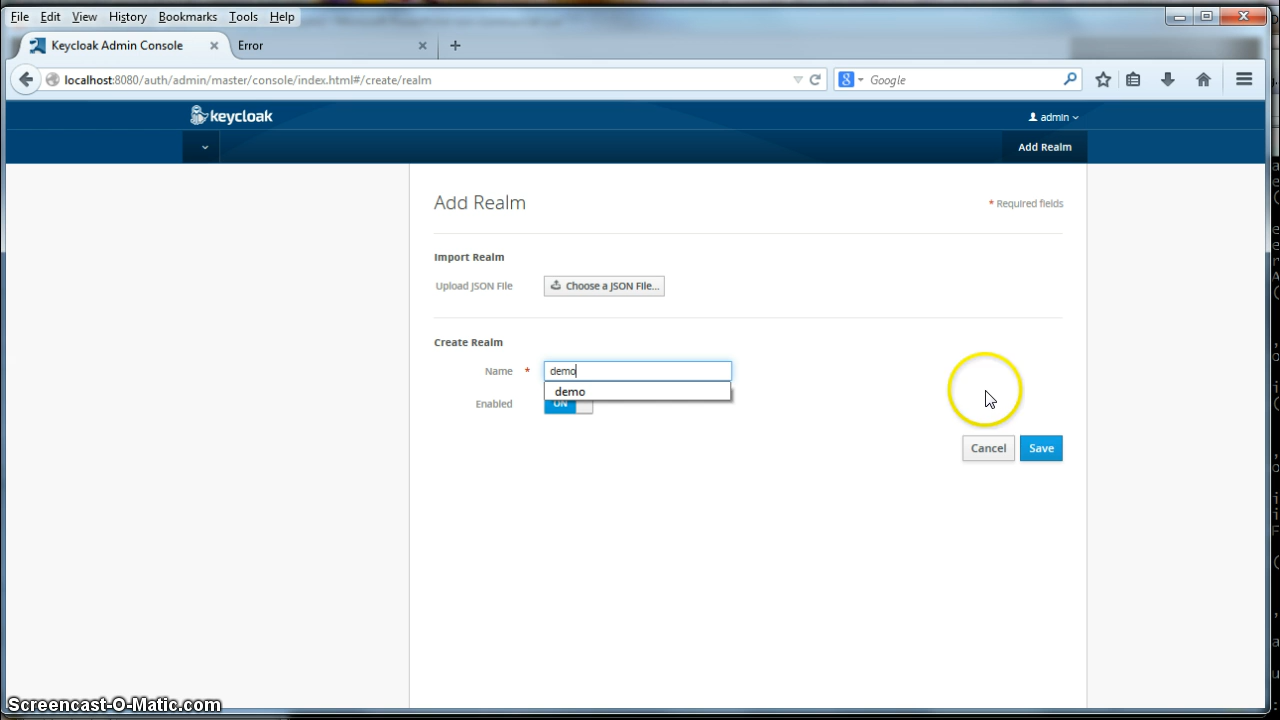 File Edit View History Bookmarks Tools Help
Keycloak Admin Console
Error
localhost:8080/auth/admin/master/console/index.html#/create/realm
Google
keycloak
admin
Add Realm
Add Realm
* Required fields
Import Realm
Upload JSON File
Choose a JSON File...
Create Realm
Name *
demo
demo
Enabled
ON
Cancel
Save
Screencast-O-Matic.com